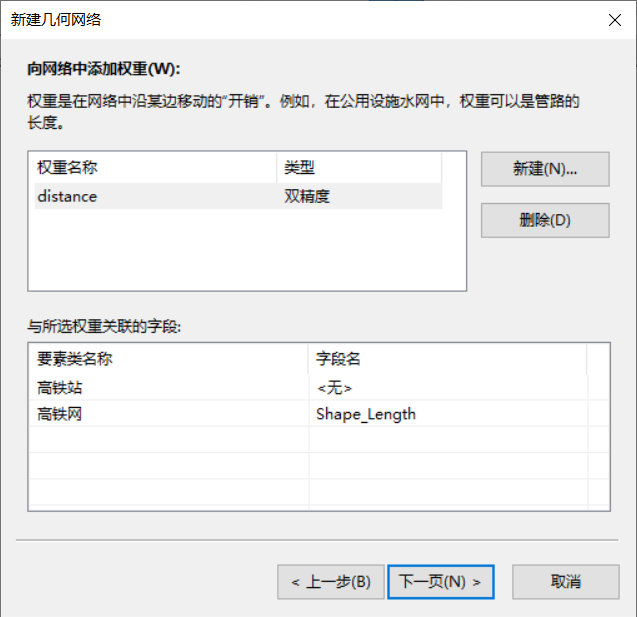 新建几何网络
向网络中添加权重(W):
权重是在网络中沿某边移动的“开销”。例如，在公用设施水网中，权重可以是管路的
长度。
权重名称 类型
新建(N)...
distance 双精度
删除(D)
与所选权重关联的字段:
要素类名称 字段名
高铁站 <无>
高铁网 Shape_Length
< 上一步(B) 下一页(N) > 取消